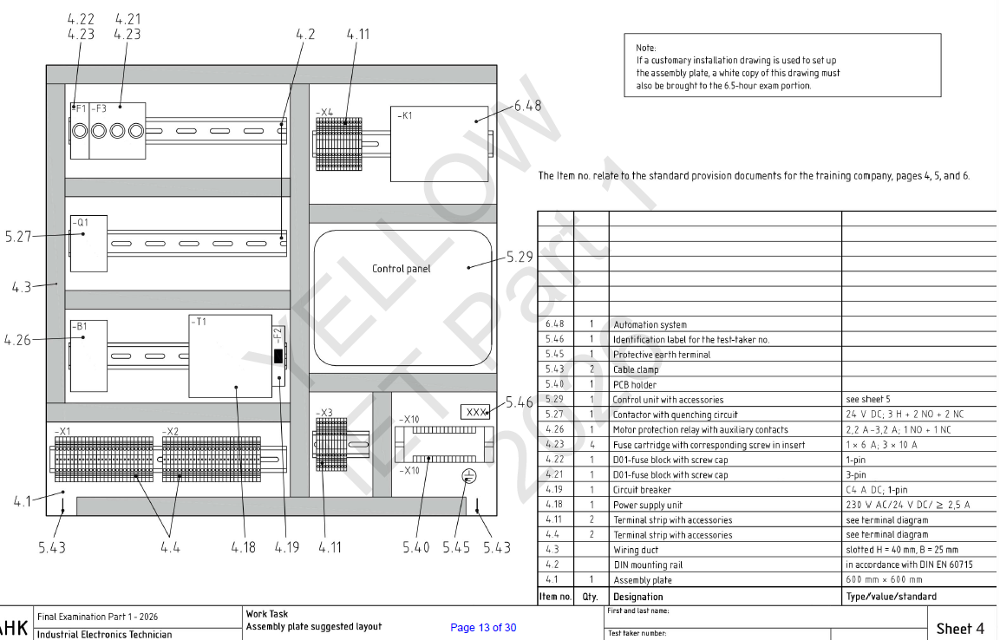 4.22
4.23
4.21
4.23
4.2
4.11
6.48
-F1
-F3
-X4
-K1
-Q1
5.27
4.3
Control panel
5.29
-B1
-T1
-F2
4.26
-X1
-X2
-X3
-X10
XXX
5.46
-X10
4.1
5.43
4.4
4.18
4.19
4.11
5.40
5.45
5.43
YELLOW
IET Part 1
2026
Note:
If a customary installation drawing is used to set up
the assembly plate, a white copy of this drawing must
also be brought to the 6.5-hour exam portion.
The Item no. relate to the standard provision documents for the training company, pages 4, 5, and 6.
6.48 1 Automation system
5.46 1 Identification label for the test-taker no.
5.45 1 Protective earth terminal
5.43 2 Cable clamp
5.40 1 PCB holder
5.29 1 Control unit with accessories see sheet 5
5.27 1 Contactor with quenching circuit 24 V DC; 3 H + 2 NO + 2 NC
4.26 1 Motor protection relay with auxiliary contacts 2,2 A-3,2 A; 1 NO + 1 NC
4.23 4 Fuse cartridge with corresponding screw in insert 1 × 6 A; 3 × 10 A
4.22 1 D01-fuse block with screw cap 1-pin
4.21 1 D01-fuse block with screw cap 3-pin
4.19 1 Circuit breaker C4 A DC; 1-pin
4.18 1 Power supply unit 230 V AC/24 V DC/ ≥ 2,5 A
4.11 2 Terminal strip with accessories see terminal diagram
4.4 2 Terminal strip with accessories see terminal diagram
4.3 Wiring duct slotted H = 40 mm, B = 25 mm
4.2 DIN mounting rail in accordance with DIN EN 60715
4.1 1 Assembly plate 600 mm × 600 mm
Item no. Qty. Designation Type/value/standard
AHK
Final Examination Part 1 - 2026
Industrial Electronics Technician
Work Task
Assembly plate suggested layout
Page 13 of 30
First and last name:
Test taker number:
Sheet 4